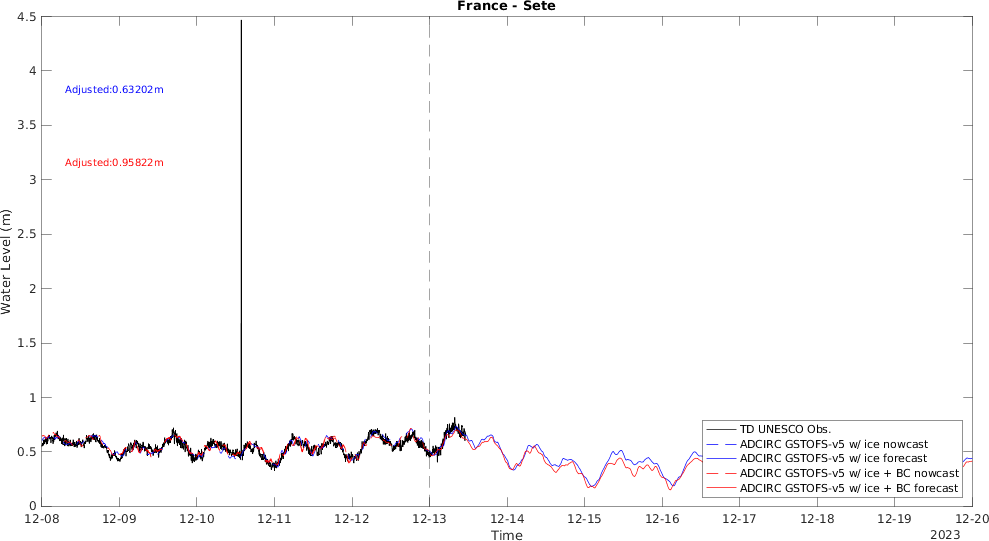 France - Sete
4.5
4
3.5
3
2.5
2
1.5
1
0.5
0
Water Level (m)
Adjusted:0.63202m
Adjusted:0.95822m
TD UNESCO Obs.
ADCIRC GSTOFS-v5 w/ ice nowcast
ADCIRC GSTOFS-v5 w/ ice forecast
ADCIRC GSTOFS-v5 w/ ice + BC nowcast
ADCIRC GSTOFS-v5 w/ ice + BC forecast
12-08 12-09 12-10 12-11 12-12 12-13 12-14 12-15 12-16 12-17 12-18 12-19 12-20
Time
2023